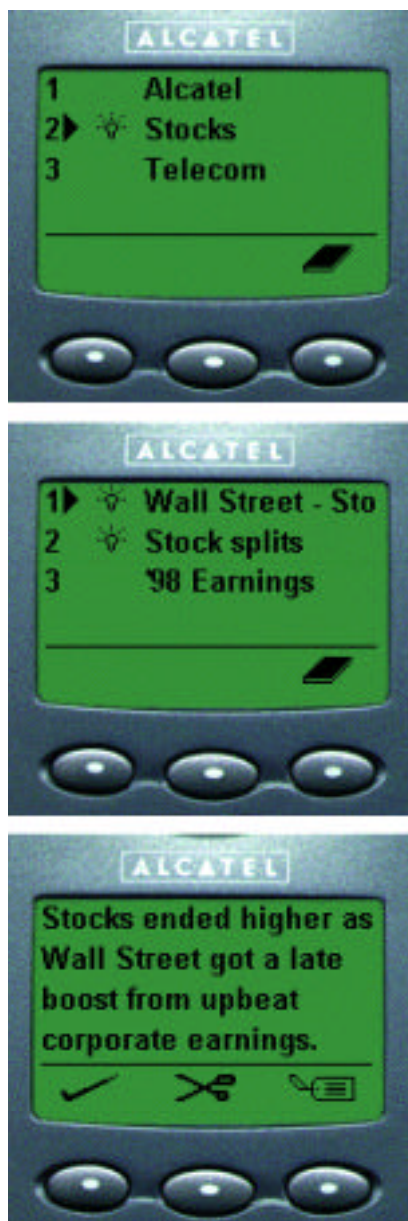 ALCATEL
1 Alcatel
2 Stocks
3 Telecom
ALCATEL
1 Wall Street - Sto
2 Stock splits
3 '98 Earnings
ALCATEL
Stocks ended higher as
Wall Street got a late
boost from upbeat
corporate earnings.